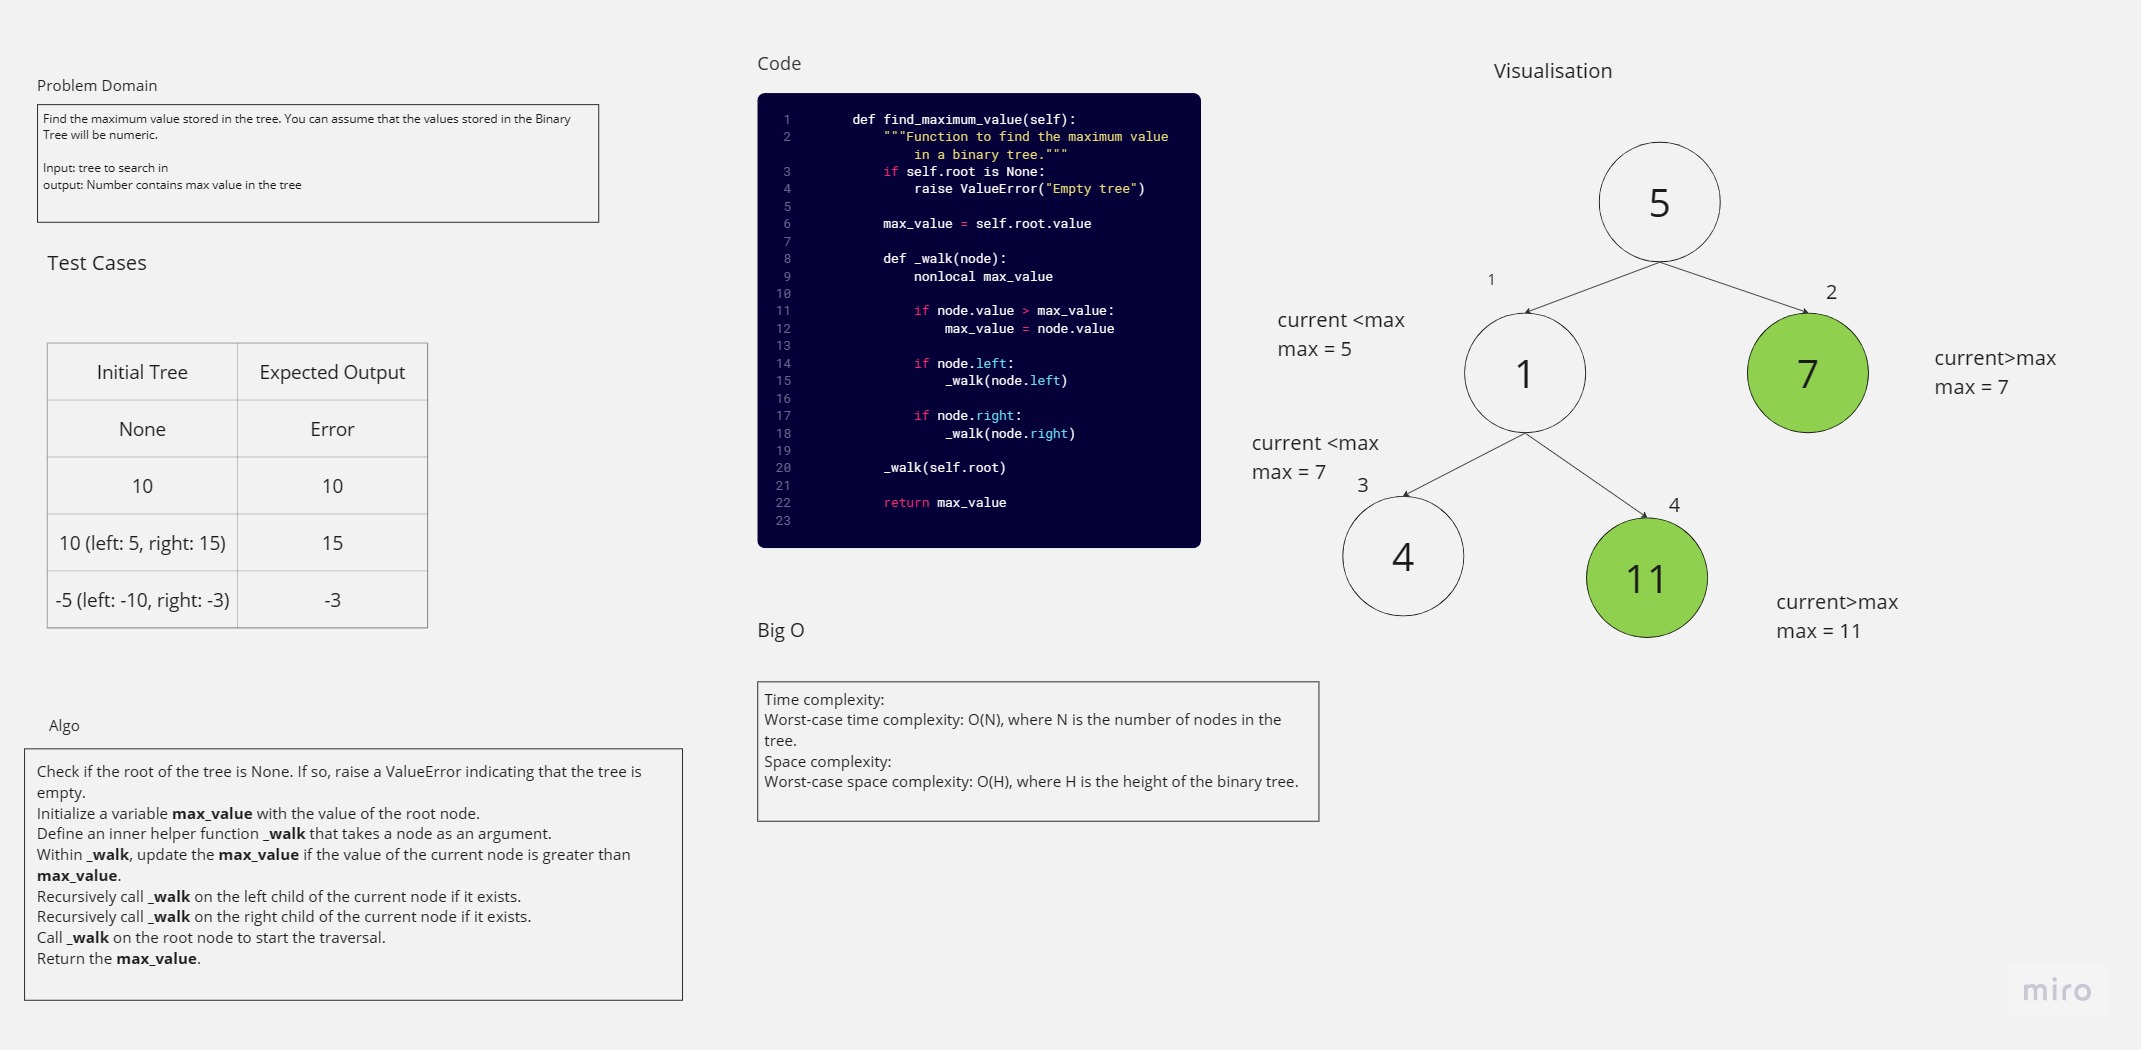 Problem Domain
Find the maximum value stored in the tree. You can assume that the values stored in the Binary
Tree will be numeric.
Input: tree to search in
output: Number contains max value in the tree
Test Cases
Initial Tree Expected Output
None Error
10 10
10 (left: 5, right: 15) 15
-5 (left: -10, right: -3) -3
Algo
Check if the root of the tree is None. If so, raise a ValueError indicating that the tree is
empty.
Initialize a variable max_value with the value of the root node.
Define an inner helper function _walk that takes a node as an argument.
Within _walk, update the max_value if the value of the current node is greater than
max_value.
Recursively call _walk on the left child of the current node if it exists.
Recursively call _walk on the right child of the current node if it exists.
Call _walk on the root node to start the traversal.
Return the max_value.
Code
1 def find_maximum_value(self):
2 """Function to find the maximum value
in a binary tree."""
3 if self.root is None:
4 raise ValueError("Empty tree")
5
6 max_value = self.root.value
7
8 def _walk(node):
9 nonlocal max_value
10
11 if node.value > max_value:
12 max_value = node.value
13
14 if node.left:
15 _walk(node.left)
16
17 if node.right:
18 _walk(node.right)
19
20 _walk(self.root)
21
22 return max_value
23
Big O
Time complexity:
Worst-case time complexity: O(N), where N is the number of nodes in the
tree.
Space complexity:
Worst-case space complexity: O(H), where H is the height of the binary tree.
Visualisation
5
1
2
current <max
max = 5
1
7
current>max
max = 7
current <max
max = 7
3
4
4
11
current>max
max = 11
miro